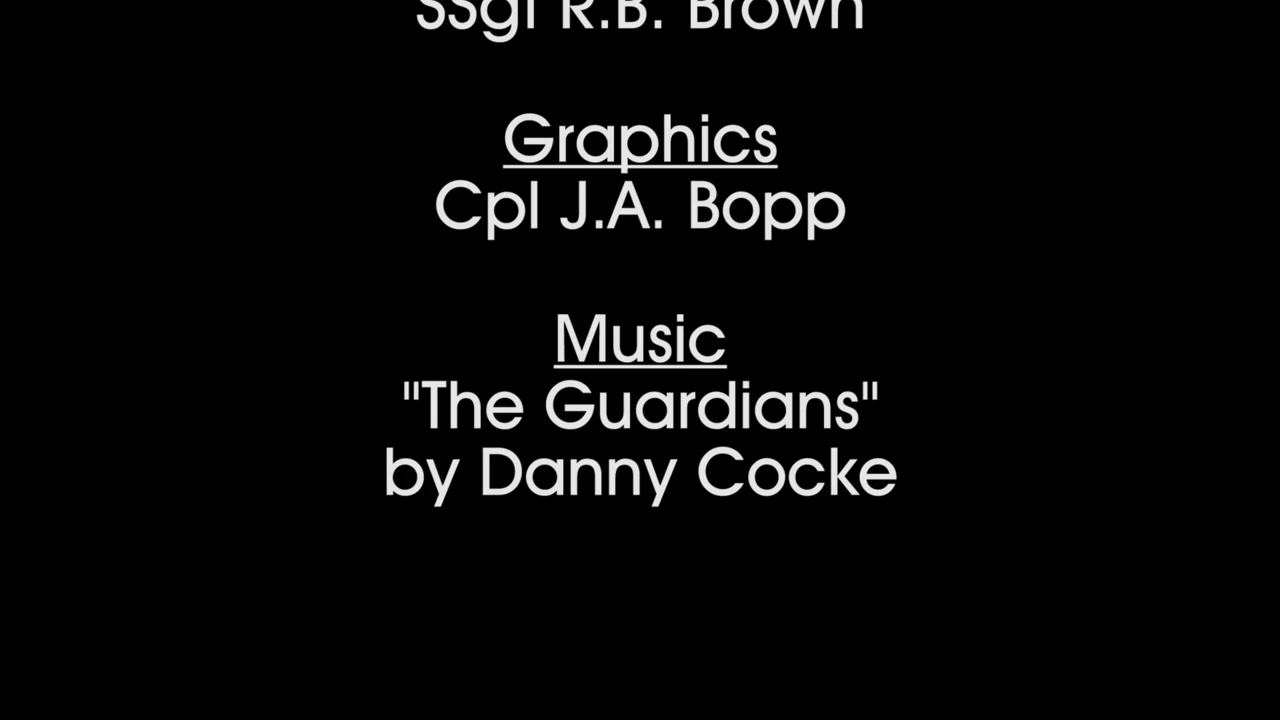 SSgt R.B. Brown
Graphics
Cpl J.A. Bopp
Music
"The Guardians"
by Danny Cocke